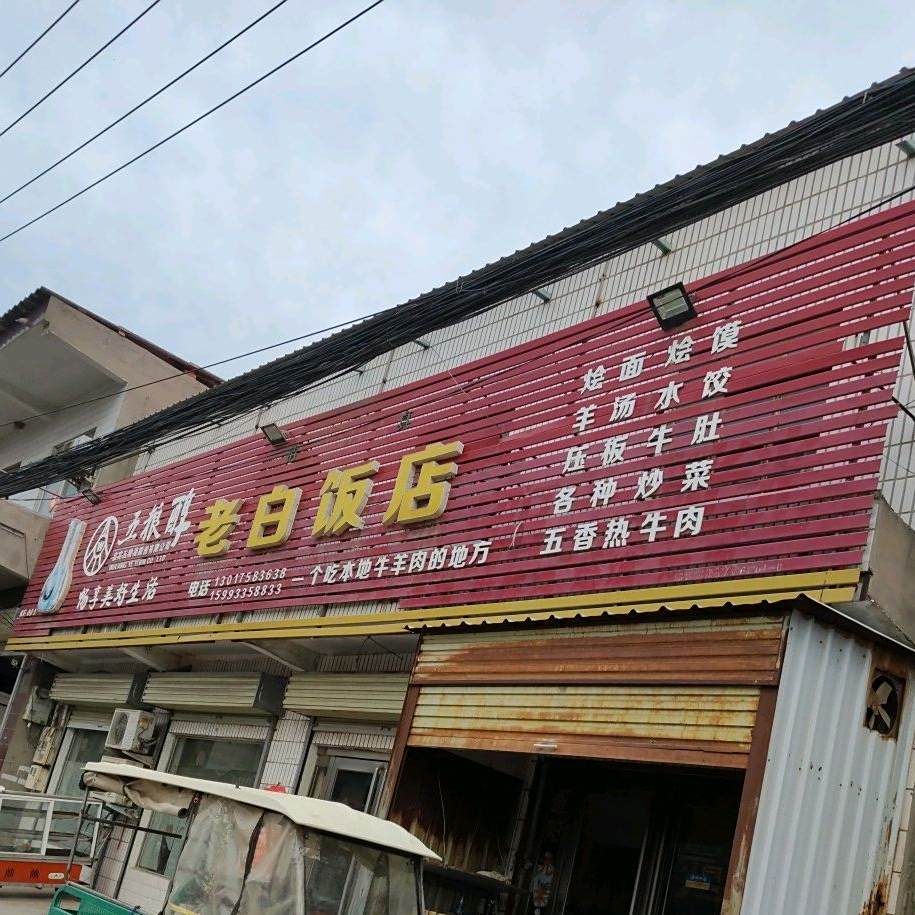 五粮醇
畅享美好生活
老白饭店
电话 13017583638
15993358833
一个吃本地牛羊肉的地方
烩面烩馍
羊汤水饺
压板牛肚
各种炒菜
五香热牛肉